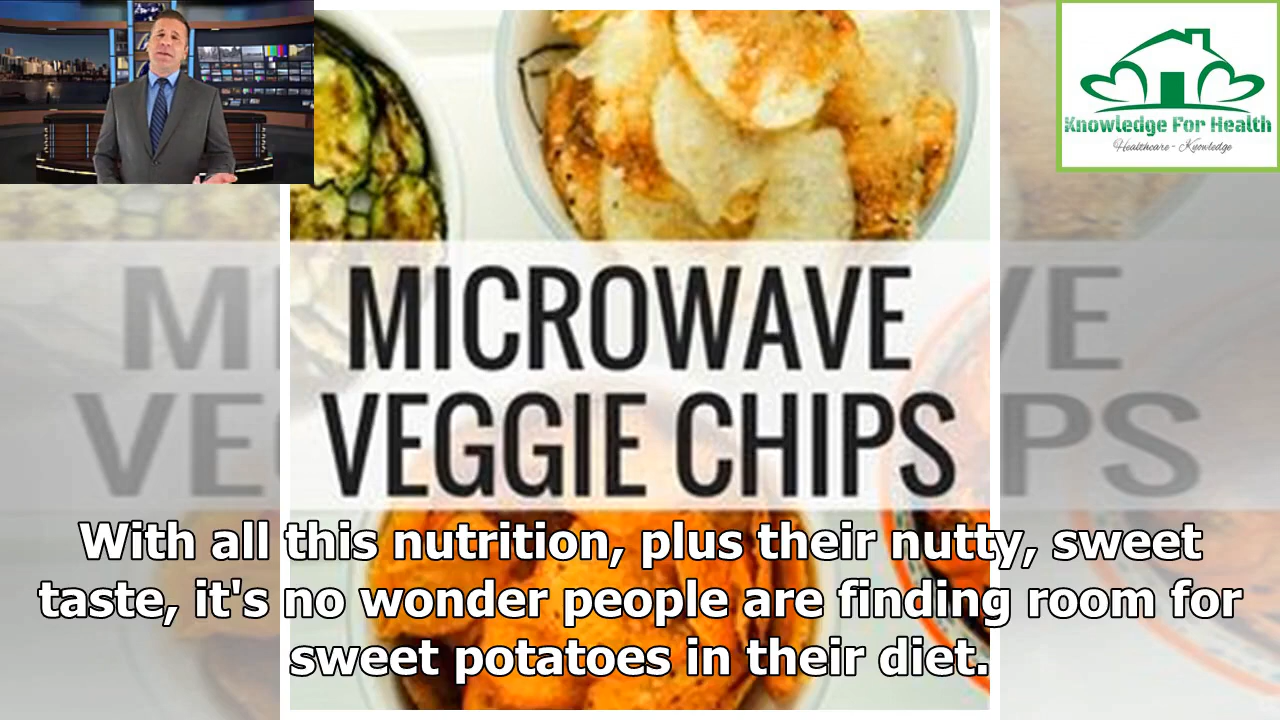 Knowledge For Health
Healthcare - Knowledge
MICROWAVE
VEGGIE CHIPS
With all this nutrition, plus their nutty, sweet
taste, it's no wonder people are finding room for
sweet potatoes in their diet.